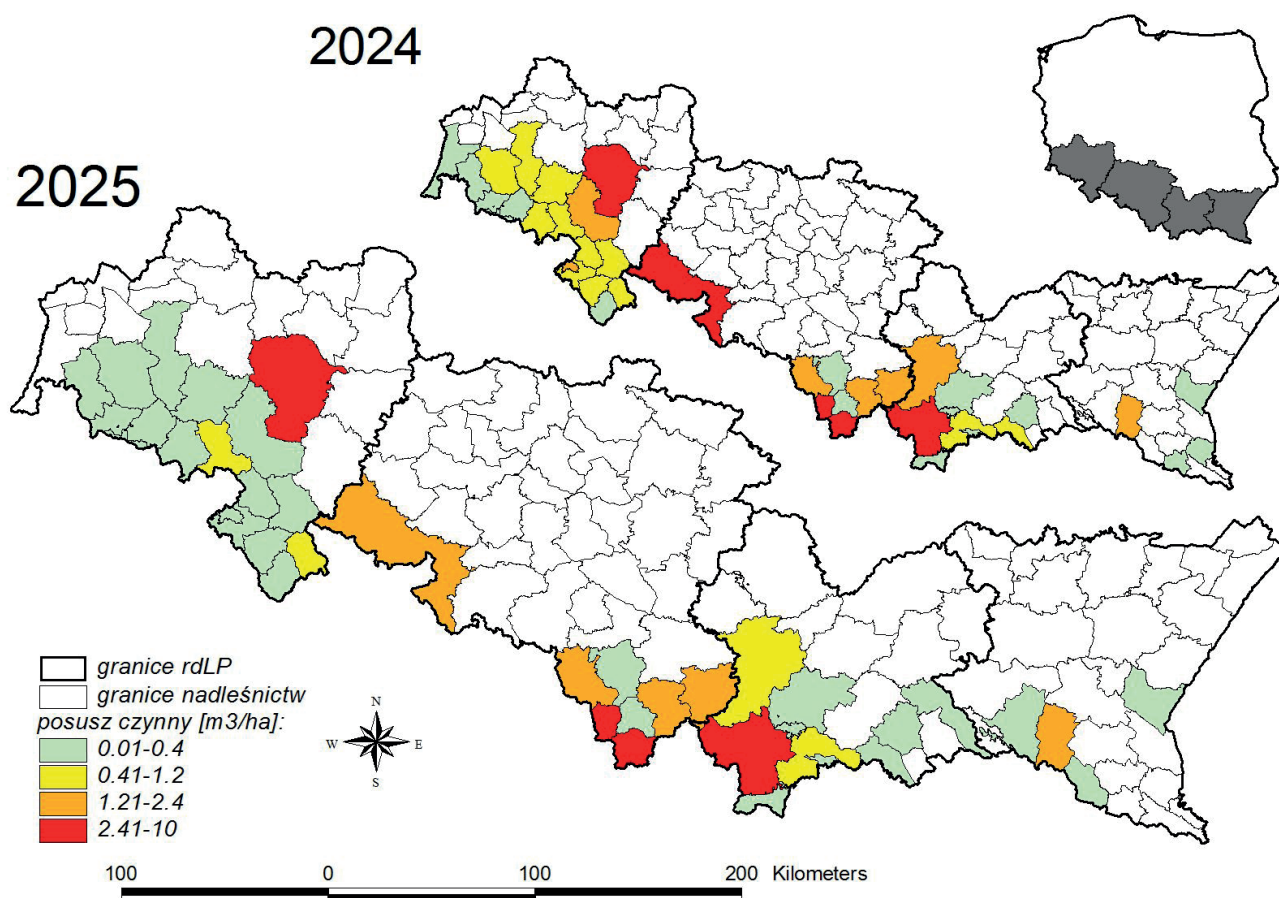 2024
2025
granice rdLP
granice nadleśnictw
posusz czynny [m3/ha]:
0.01-0.4
0.41-1.2
1.21-2.4
2.41-10
N
W E
S
100 0 100 200 Kilometers